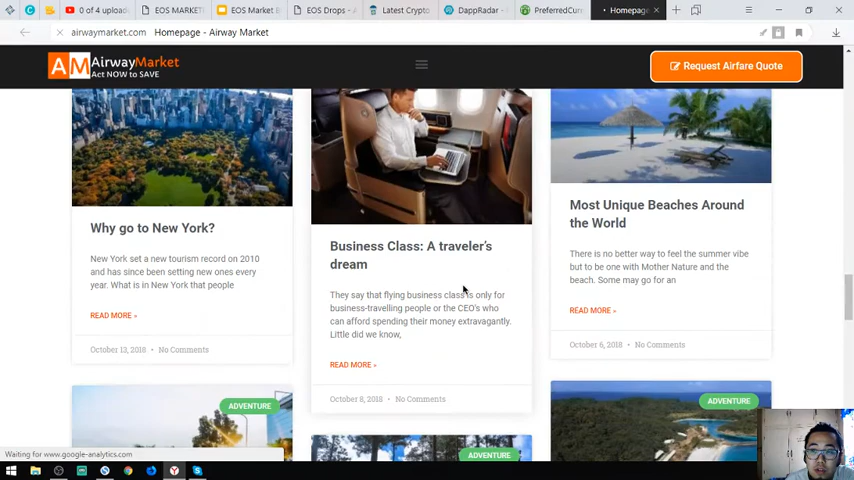 0 of 4 upload
EOS MARKET
EOS Market B
EOS Drops - A
Latest Crypto
DappRadar -
PreferredCur
Homepage
airwaymarket.com Homepage - Airway Market
AM AirwayMarket
Act NOW to SAVE
Request Airfare Quote
Why go to New York?
New York set a new tourism record on 2010
and has since been setting new ones every
year. What is in New York that people
READ MORE »
October 13, 2018 • No Comments
Business Class: A traveler's
dream
They say that flying business class is only for
business-travelling people or the CEO's who
can afford spending their money extravagantly.
Little did we know,
READ MORE »
October 8, 2018 • No Comments
Most Unique Beaches Around
the World
There is no better way to feel the summer vibe
but to be one with Mother Nature and the
beach. Some may go for an
READ MORE »
October 6, 2018 • No Comments
ADVENTURE
ADVENTURE
ADVENTURE
Waiting for www.google-analytics.com